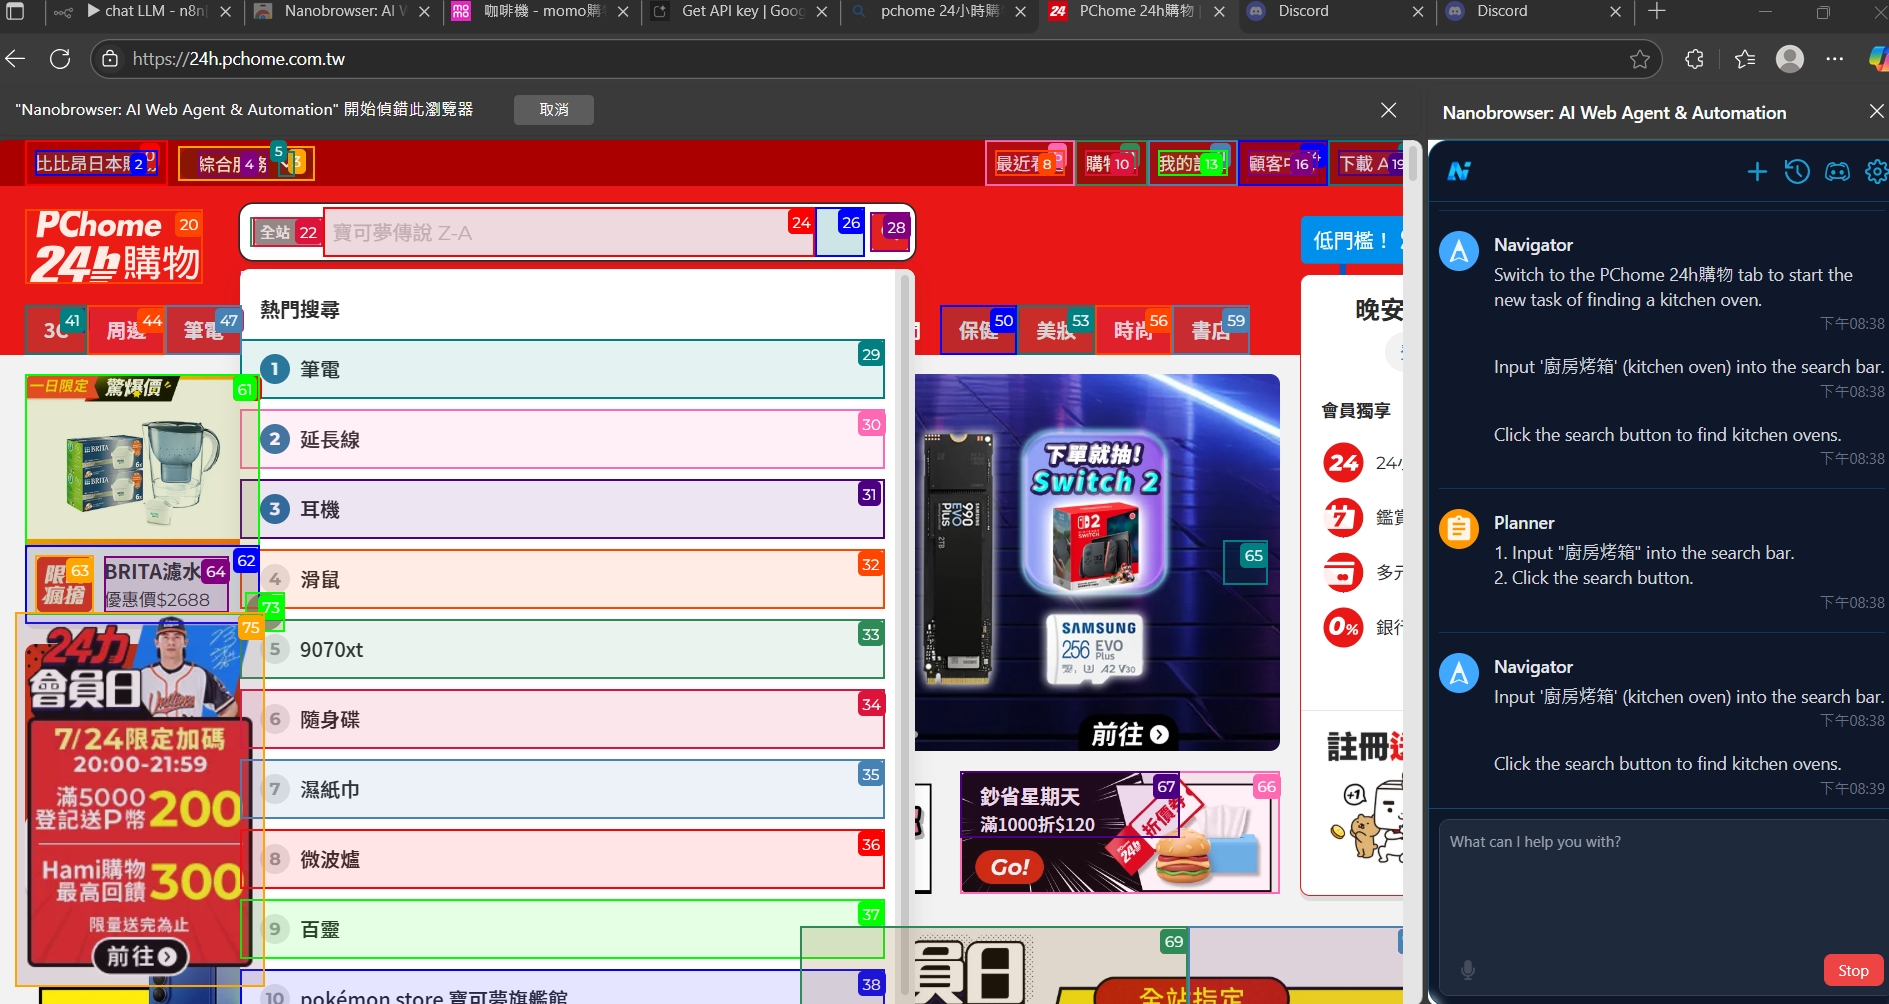 ▶ chat LLM - n8n
Nanobrowser: AI W
咖啡機 - momo購
Get API key | Goog
pchome 24小時購
PChome 24h購物
Discord
Discord
https://24h.pchome.com.tw
"Nanobrowser: AI Web Agent & Automation" 開始偵錯此瀏覽器
取消
比比昂日本
2
綜合服務
4
5
3
最近
8
購物
10
我的
13
顧客中
16
下載 A
19
PChome
24h購物
20
全站
22
寶可夢傳說 Z-A
24
26
28
低門檻!
3C
41
周邊
44
筆電
47
熱門搜尋
保健
50
美妝
53
時尚
56
書店
59
晚安
1 筆電 29
2 延長線 30
3 耳機 31
4 滑鼠 32
5 9070xt 33
6 隨身碟 34
7 濕紙巾 35
8 微波爐 36
9 百靈 37
10 pokémon store 寶可夢旗艦館 38
一日限定 驚爆價
61
BRITA
BRITA
62
限
瘋搶
63
BRITA濾水
64
優惠價$2688
73
75
24力
會員日
7/24限定加碼
20:00-21:59
滿5000
登記送P幣
200
Hami購物
最高回饋
300
限量送完為止
前往
990
EVO
Plus
下單就抽!
Switch 2
SAMSUNG
256 EVO
Plus
A2 V30
65
前往
會員獨享
24
24
7
鑑賞
多元
0%
銀行
註冊送
+1
鈔省星期天
67
66
滿1000折$120
折價券
24h
Go!
員日
69
全站指定
Nanobrowser: AI Web Agent & Automation
Navigator
Switch to the PChome 24h購物 tab to start the
new task of finding a kitchen oven.
下午08:38
Input '廚房烤箱' (kitchen oven) into the search bar.
下午08:38
Click the search button to find kitchen ovens.
下午08:38
Planner
1. Input "廚房烤箱" into the search bar.
2. Click the search button.
下午08:38
Navigator
Input '廚房烤箱' (kitchen oven) into the search bar.
下午08:38
Click the search button to find kitchen ovens.
下午08:39
What can I help you with?
Stop